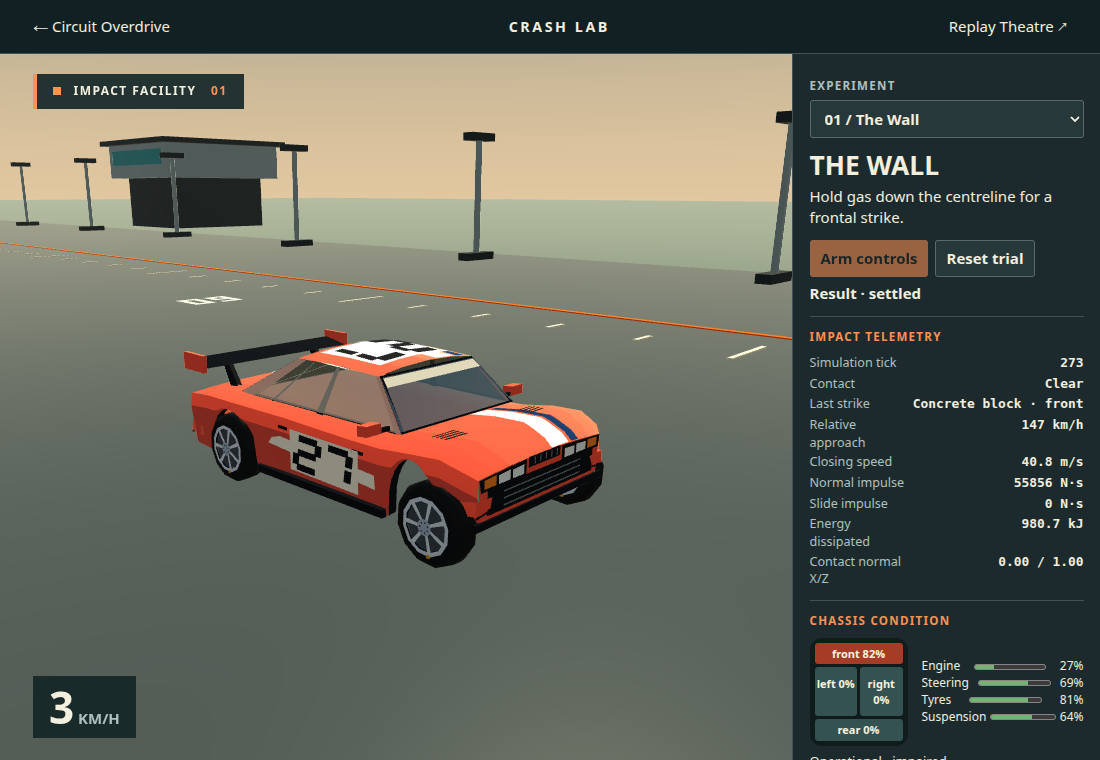 ← Circuit Overdrive
CRASH LAB
Replay Theatre ↗
IMPACT FACILITY 01
27
3 KM/H
EXPERIMENT
01 / The Wall
THE WALL
Hold gas down the centreline for a
frontal strike.
Arm controls
Reset trial
Result · settled
IMPACT TELEMETRY
Simulation tick 273
Contact Clear
Last strike Concrete block · front
Relative
approach 147 km/h
Closing speed 40.8 m/s
Normal impulse 55856 N·s
Slide impulse 0 N·s
Energy
dissipated 980.7 kJ
Contact normal
X/Z 0.00 / 1.00
CHASSIS CONDITION
front 82%
left 0%
right
0%
rear 0%
Engine 27%
Steering 69%
Tyres 81%
Suspension 64%